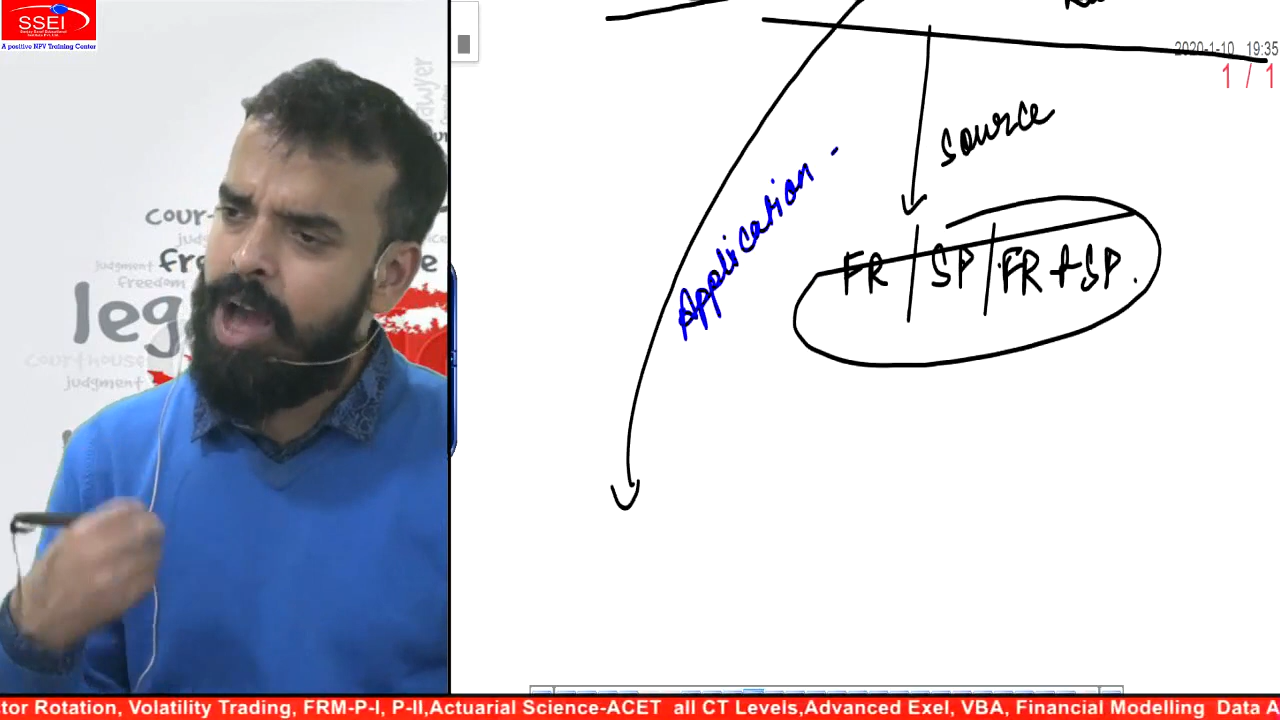 SSEI
A positive NPV Training Center
2020-1-10 19:35
1 / 1
lawyer
Source
Application -
cour-
judgment
freedom
leg
courthouse
judgment
FR | SP | FR + SP.
tor Rotation, Volatility Trading, FRM-P-I, P-II,Actuarial Science-ACET all CT Levels,Advanced Exel, VBA, Financial Modelling Data A